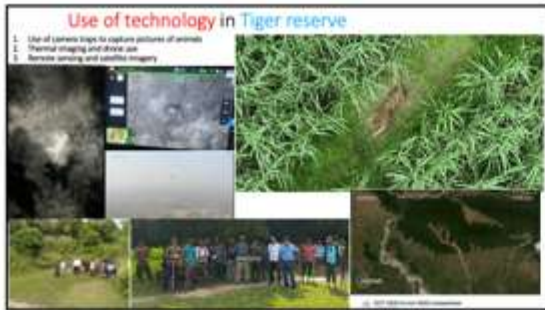 Use of technology in Tiger reserve
1. Use of camera traps to capture pictures of animals
2. Thermal imaging and drone use
3. Remote sensing and satellite imagery